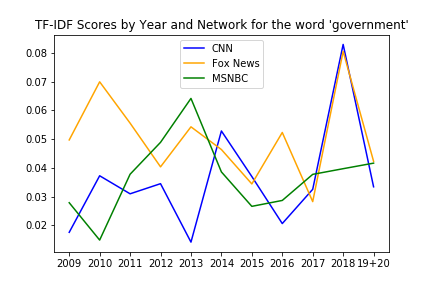 TF-IDF Scores by Year and Network for the word 'government'
CNN
Fox News
MSNBC
0.08
0.07
0.06
0.05
0.04
0.03
0.02
2009 2010 2011 2012 2013 2014 2015 2016 2017 2018 19+20